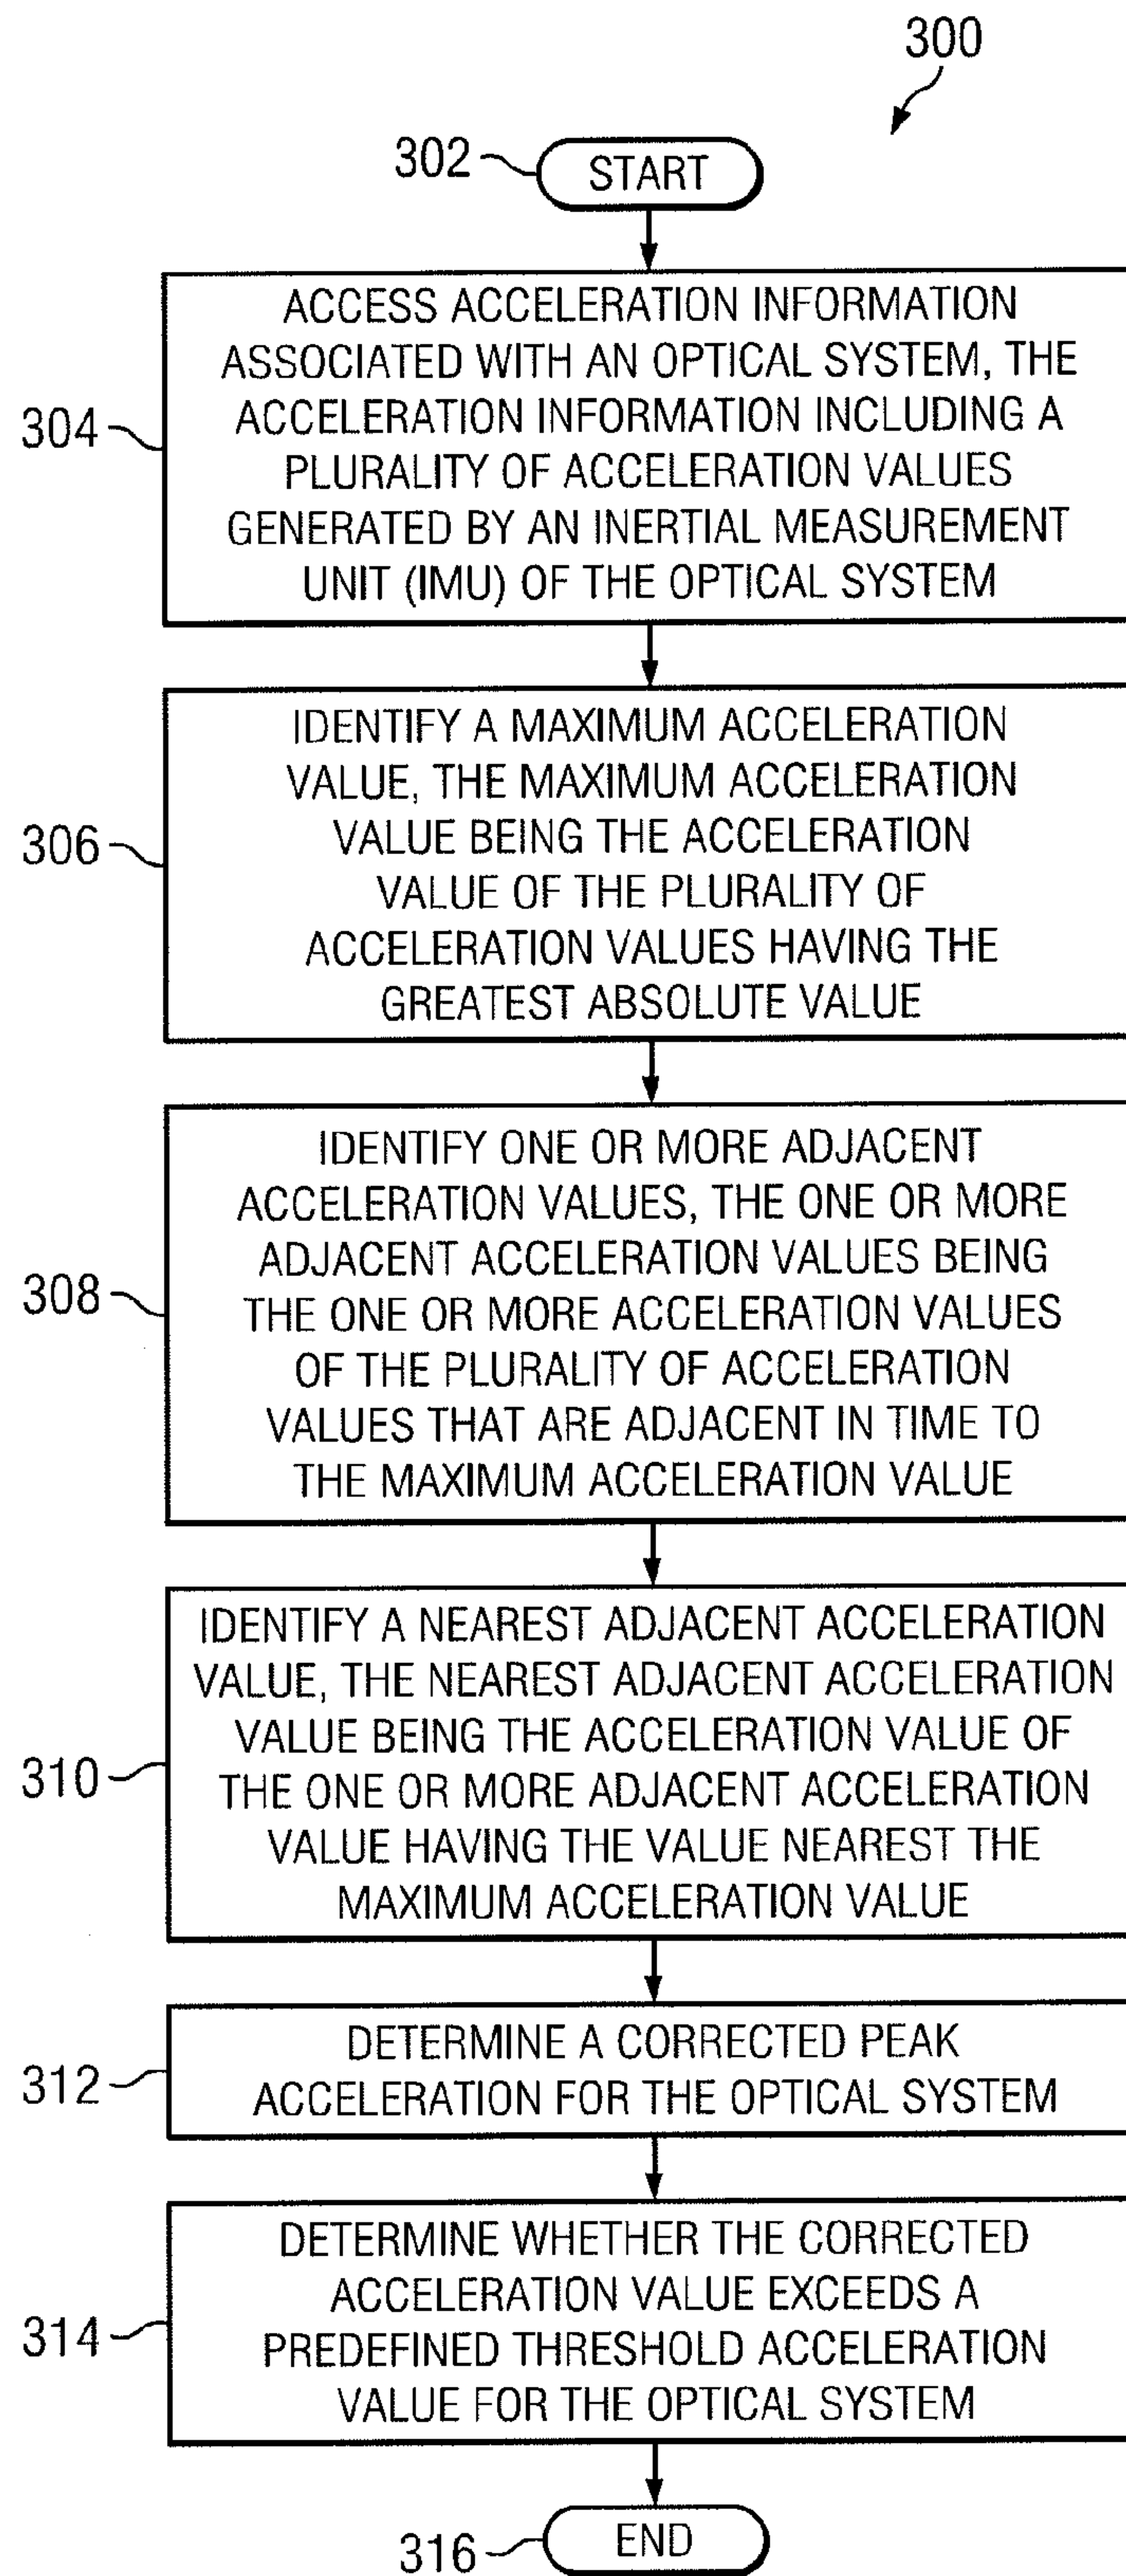 300
302
START
304
ACCESS ACCELERATION INFORMATION
ASSOCIATED WITH AN OPTICAL SYSTEM, THE
ACCELERATION INFORMATION INCLUDING A
PLURALITY OF ACCELERATION VALUES
GENERATED BY AN INERTIAL MEASUREMENT
UNIT (IMU) OF THE OPTICAL SYSTEM
306
IDENTIFY A MAXIMUM ACCELERATION
VALUE, THE MAXIMUM ACCELERATION
VALUE BEING THE ACCELERATION
VALUE OF THE PLURALITY OF
ACCELERATION VALUES HAVING THE
GREATEST ABSOLUTE VALUE
308
IDENTIFY ONE OR MORE ADJACENT
ACCELERATION VALUES, THE ONE OR MORE
ADJACENT ACCELERATION VALUES BEING
THE ONE OR MORE ACCELERATION VALUES
OF THE PLURALITY OF ACCELERATION
VALUES THAT ARE ADJACENT IN TIME TO
THE MAXIMUM ACCELERATION VALUE
310
IDENTIFY A NEAREST ADJACENT ACCELERATION
VALUE, THE NEAREST ADJACENT ACCELERATION
VALUE BEING THE ACCELERATION VALUE OF
THE ONE OR MORE ADJACENT ACCELERATION
VALUE HAVING THE VALUE NEAREST THE
MAXIMUM ACCELERATION VALUE
312
DETERMINE A CORRECTED PEAK
ACCELERATION FOR THE OPTICAL SYSTEM
314
DETERMINE WHETHER THE CORRECTED
ACCELERATION VALUE EXCEEDS A
PREDEFINED THRESHOLD ACCELERATION
VALUE FOR THE OPTICAL SYSTEM
316
END